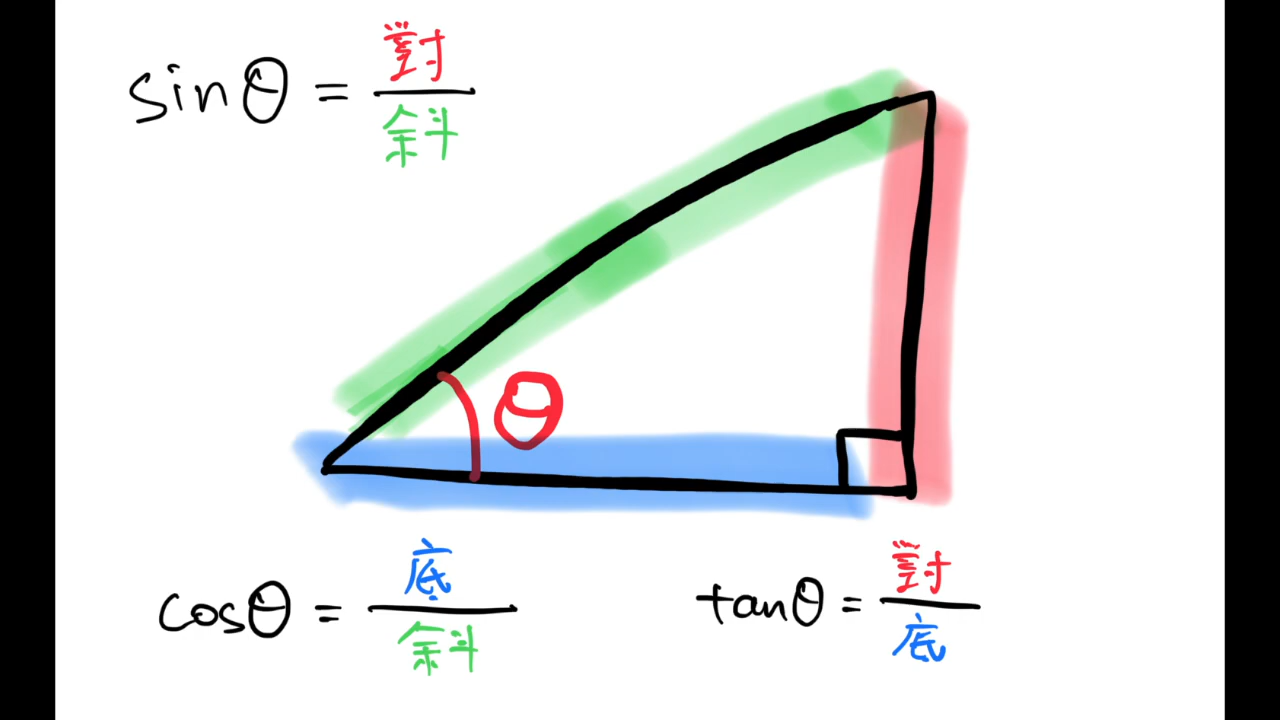 sinθ = 對/斜
θ
cosθ = 底/斜
tanθ = 對/底